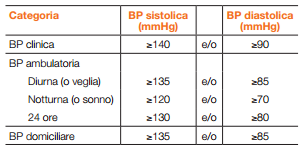 Categoria BP sistolica (mmHg) BP diastolica (mmHg)
BP clinica ≥140 e/o ≥90
BP ambulatoria
Diurna (o veglia) ≥135 e/o ≥85
Notturna (o sonno) ≥120 e/o ≥70
24 ore ≥130 e/o ≥80
BP domiciliare ≥135 e/o ≥85